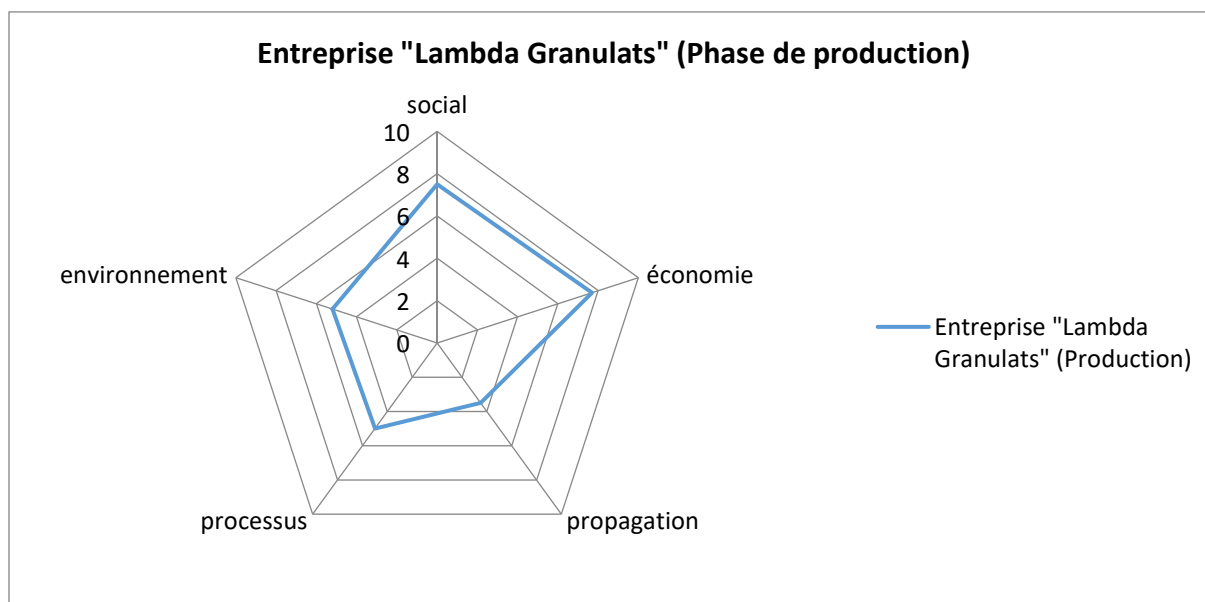 Entreprise "Lambda Granulats" (Phase de production)
social
10
8
6
4
2
0
économie
propagation
processus
environnement
Entreprise "Lambda
Granulats" (Production)